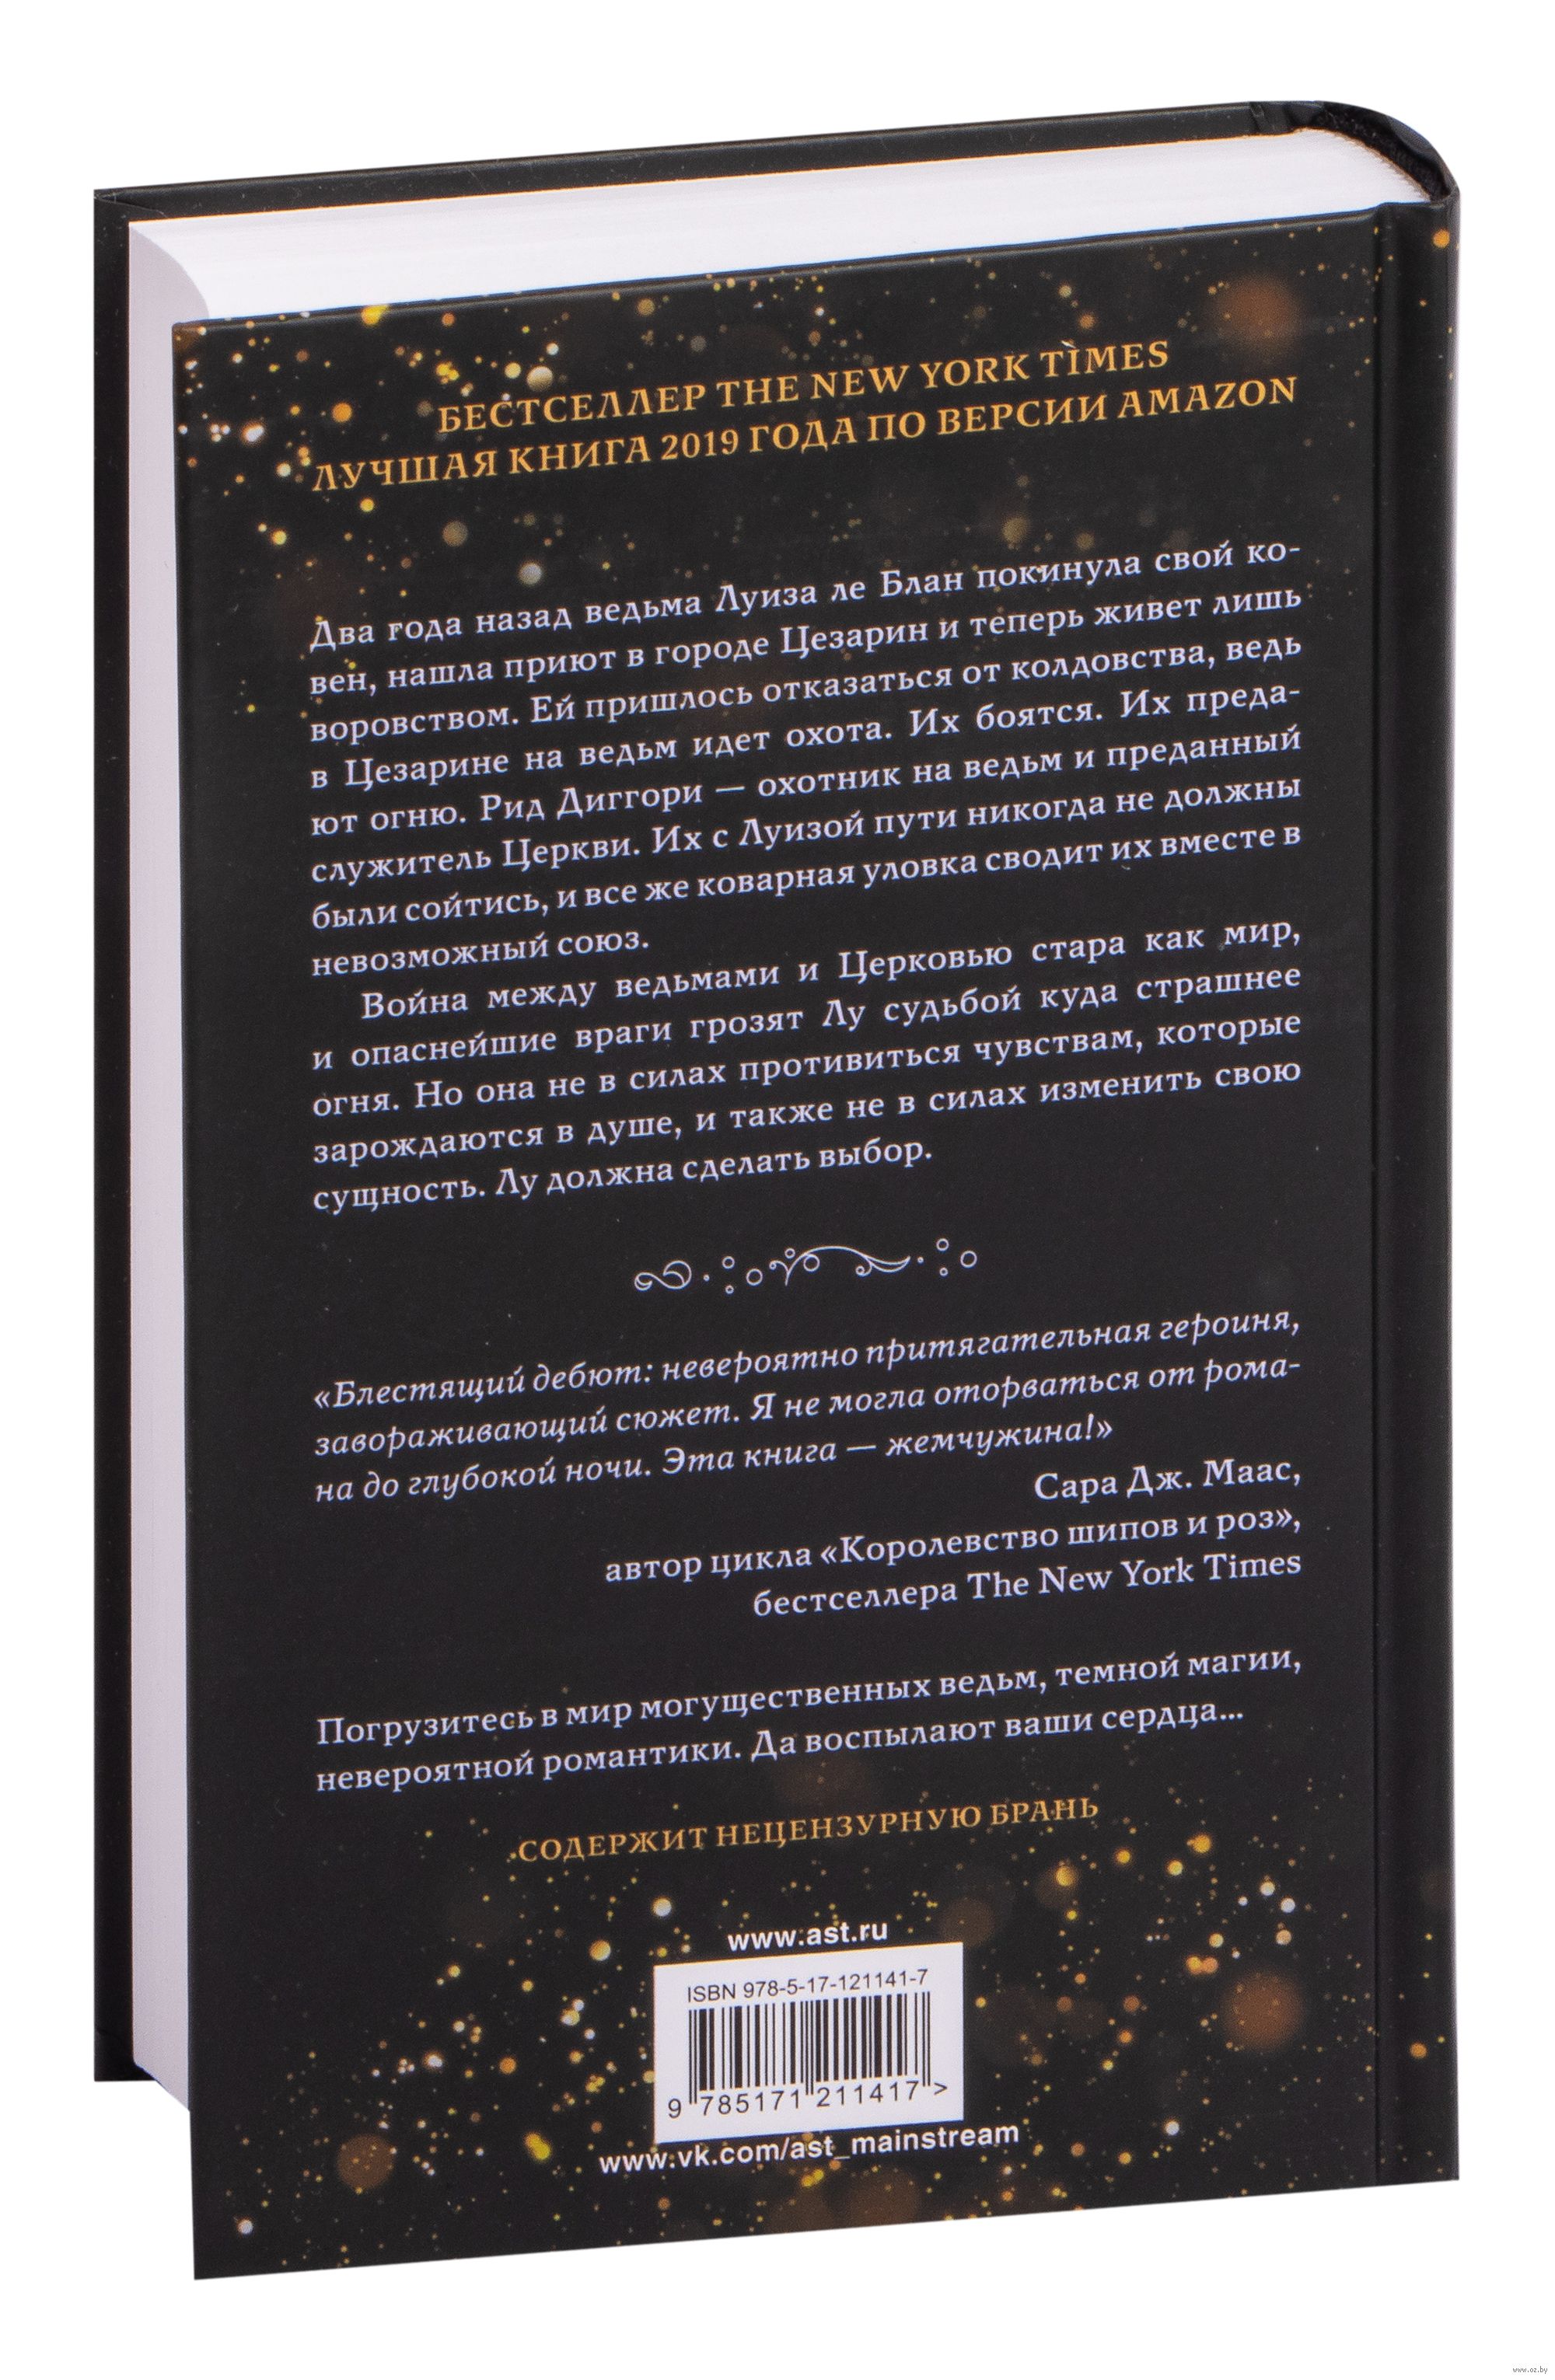 БЕСТСЕЛЛЕР THE NEW YORK TIMES
ЛУЧШАЯ КНИГА 2019 ГОДА ПО ВЕРСИИ AMAZON
Два года назад ведьма Луиза ле Блан покинула свой ко-
вен, нашла приют в городе Цезарин и теперь живет лишь
воровством. Ей пришлось отказаться от колдовства, ведь
в Цезарине на ведьм идет охота. Их боятся. Их преда-
ют огню. Рид Диггори — охотник на ведьм и преданный
служитель Церкви. Их с Луизой пути никогда не должны
были сойтись, и все же коварная уловка сводит их вместе в
невозможный союз.
Война между ведьмами и Церковью стара как мир,
и опаснейшие враги грозят Лу судьбой куда страшнее
огня. Но она не в силах противиться чувствам, которые
зарождаются в душе, и также не в силах изменить свою
сущность. Лу должна сделать выбор.
«Блестящий дебют: невероятно притягательная героиня,
завораживающий сюжет. Я не могла оторваться от рома-
на до глубокой ночи. Эта книга — жемчужина!»
Сара Дж. Маас,
автор цикла «Королевство шипов и роз»,
бестселлера The New York Times
Погрузитесь в мир могущественных ведьм, темной магии,
невероятной романтики. Да воспылают ваши сердца...
СОДЕРЖИТ НЕЦЕНЗУРНУЮ БРАНЬ
www.ast.ru
ISBN 978-5-17-121141-7
9 785171 211417 >
www.vk.com/ast_mainstream
www.oz.by